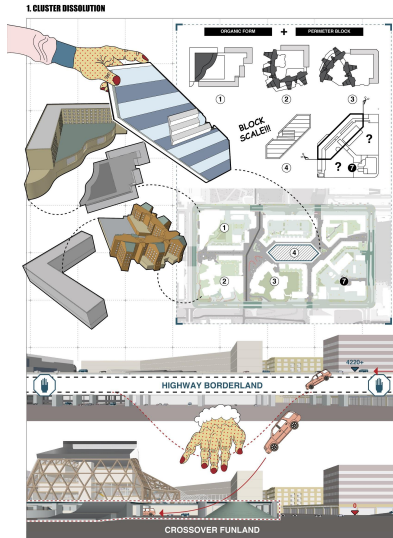 1. CLUSTER DISSOLUTION
ORGANIC FORM + PERIMETER BLOCK
1 2 3
BLOCK
SCALE!!!
4
?
? 7
1
4
2 3 7
4220+
HIGHWAY BORDERLAND
0
CROSSOVER FUNLAND